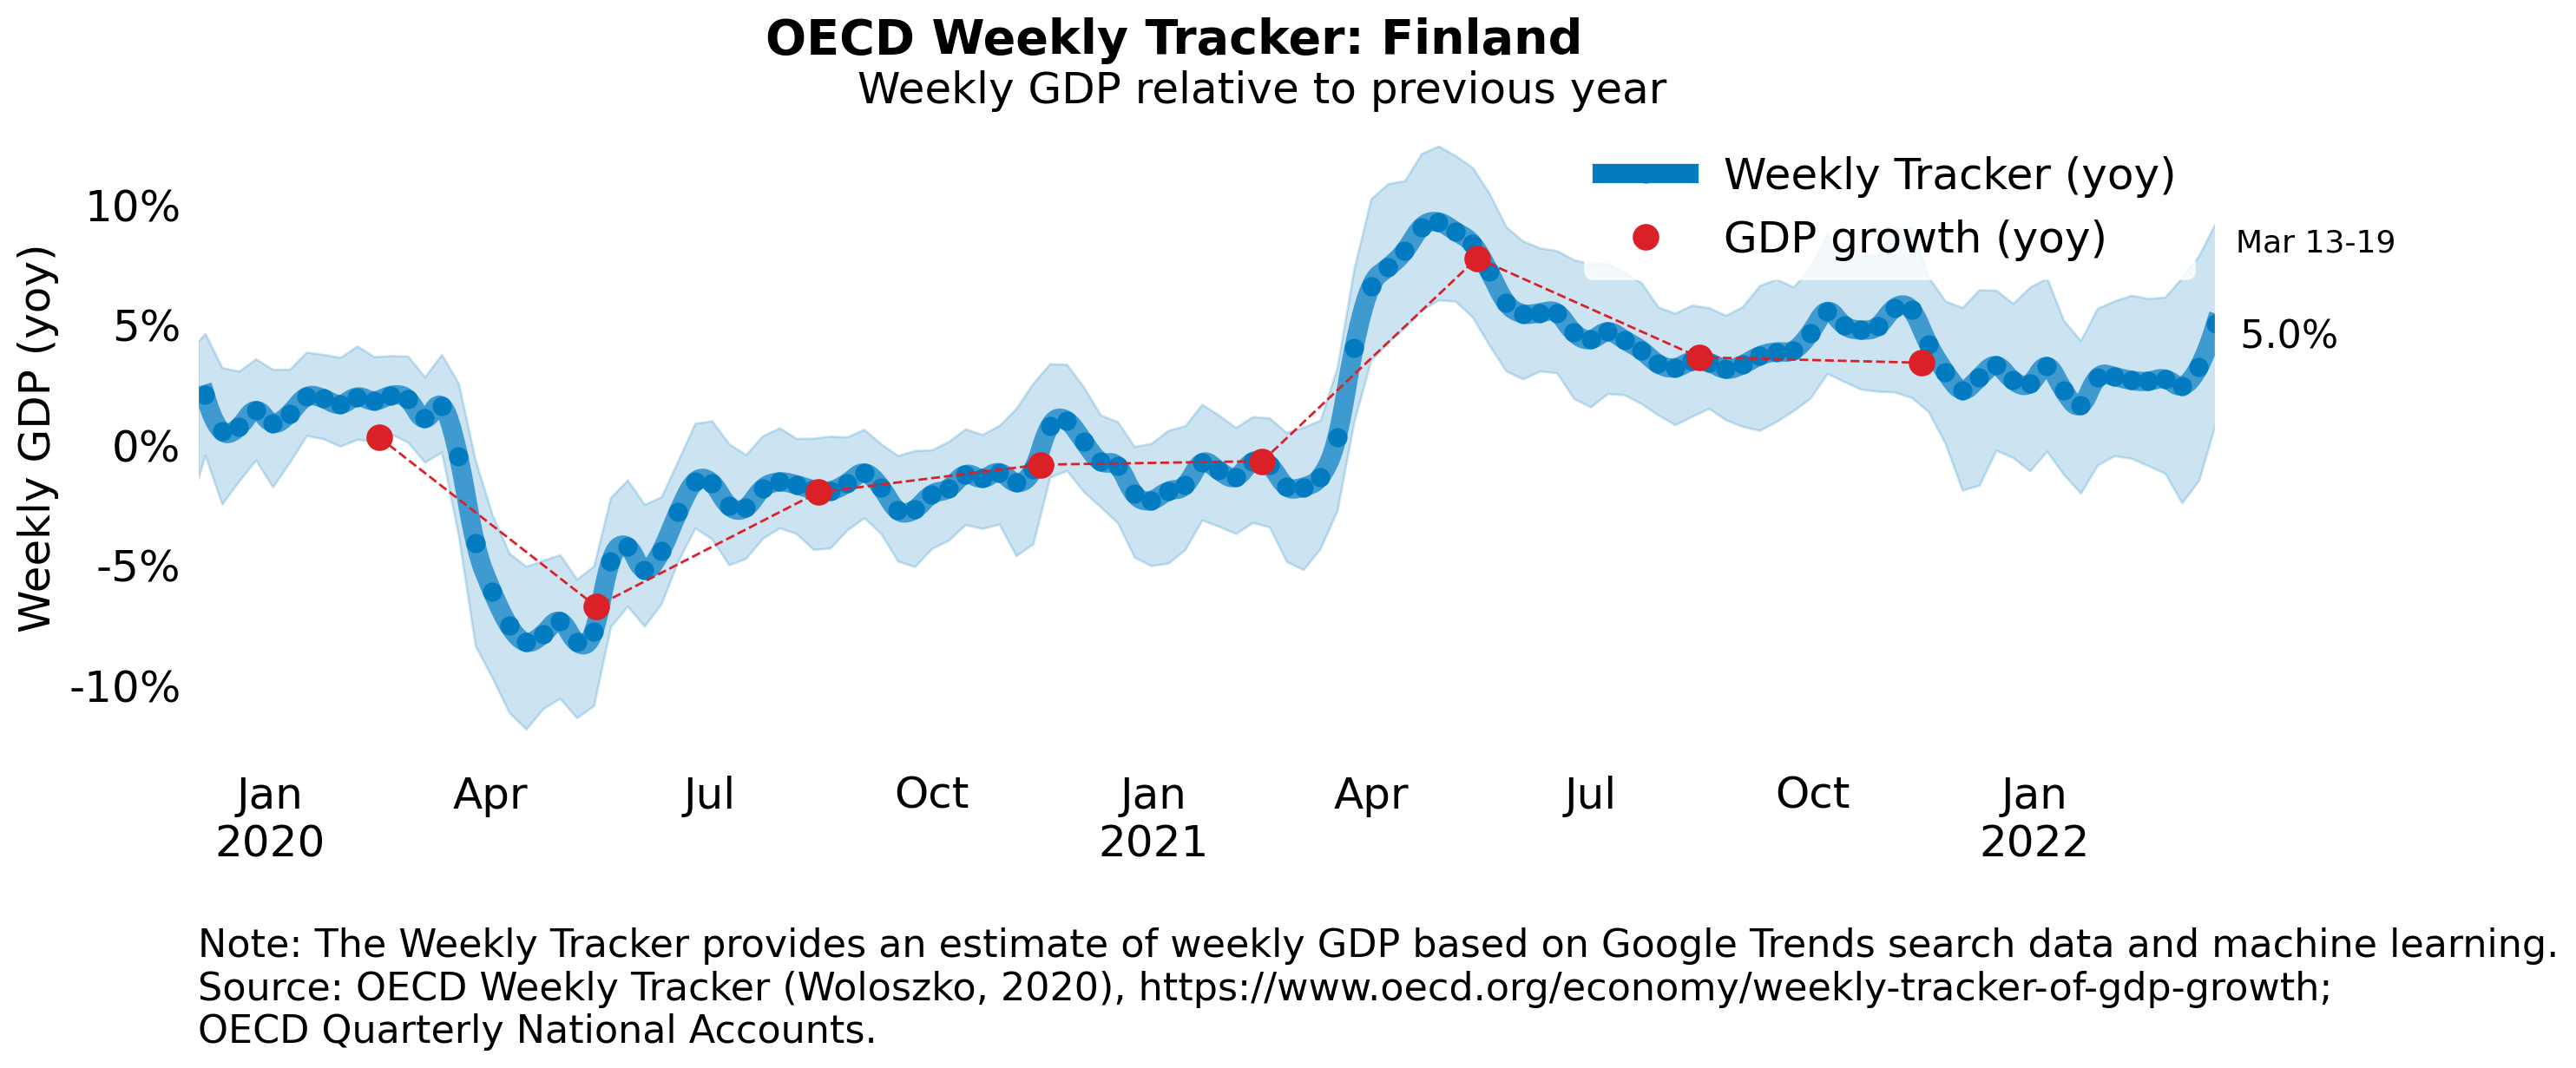 OECD Weekly Tracker: Finland
Weekly GDP relative to previous year
Weekly Tracker (yoy)
GDP growth (yoy)
Mar 13-19
5.0%
Weekly GDP (yoy)
10%
5%
0%
-5%
-10%
Jan Apr Jul Oct Jan Apr Jul Oct Jan
2020 2021 2022
Note: The Weekly Tracker provides an estimate of weekly GDP based on Google Trends search data and machine learning.
Source: OECD Weekly Tracker (Woloszko, 2020), https://www.oecd.org/economy/weekly-tracker-of-gdp-growth;
OECD Quarterly National Accounts.